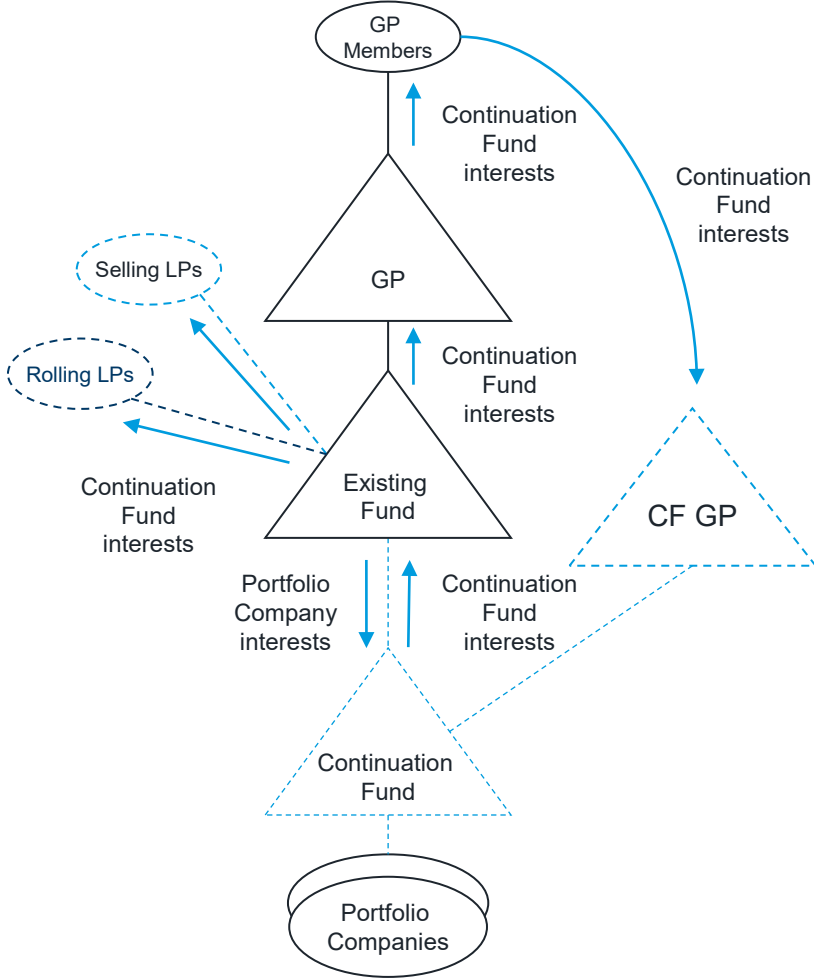 GP
Members
Continuation
Fund
interests
Continuation
Fund
interests
Selling LPs
GP
Rolling LPs
Continuation
Fund
interests
Continuation
Fund
interests
Existing
Fund
CF GP
Portfolio
Company
interests
Continuation
Fund
interests
Continuation
Fund
Portfolio
Companies